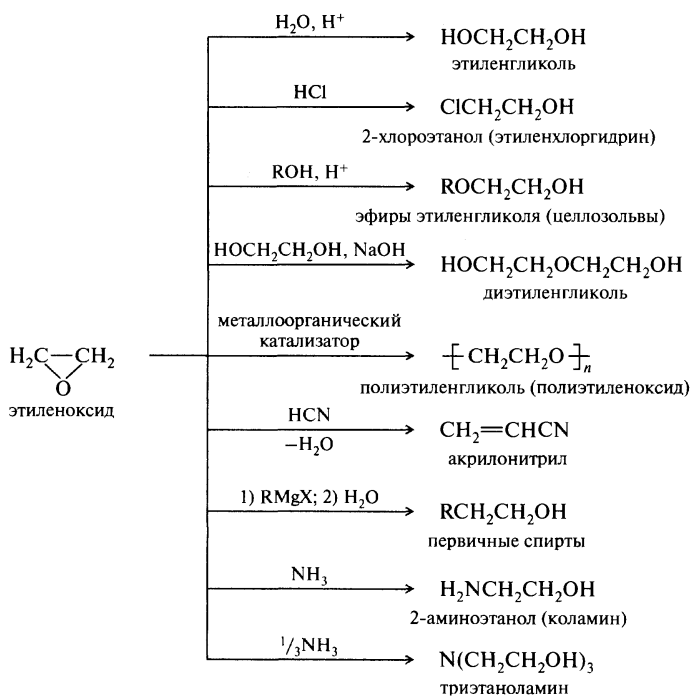 H₂O, H⁺
HOCH₂CH₂OH
этиленгликоль
HCl
ClCH₂CH₂OH
2-хлороэтанол (этиленхлоргидрин)
ROH, H⁺
ROCH₂CH₂OH
эфиры этиленгликоля (целлозольвы)
HOCH₂CH₂OH, NaOH
HOCH₂CH₂OCH₂CH₂OH
диэтиленгликоль
металлоорганический
катализатор
H₂C—CH₂
O
этиленоксид
-[-CH₂CH₂O-]-ₙ
полиэтиленгликоль (полиэтиленоксид)
HCN
−H₂O
CH₂=CHCN
акрилонитрил
1) RMgX; 2) H₂O
RCH₂CH₂OH
первичные спирты
NH₃
H₂NCH₂CH₂OH
2-аминоэтанол (коламин)
¹/₃NH₃
N(CH₂CH₂OH)₃
триэтаноламин